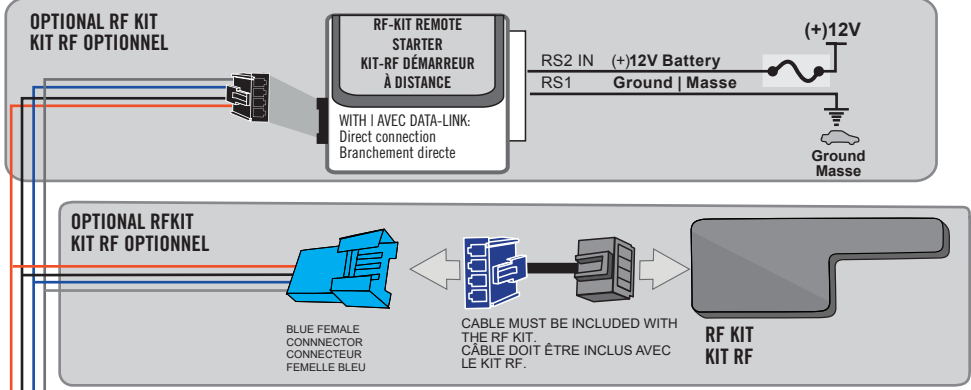 OPTIONAL RF KIT
KIT RF OPTIONNEL
RF-KIT REMOTE
STARTER
KIT-RF DÉMARREUR
À DISTANCE
WITH | AVEC DATA-LINK:
Direct connection
Branchement directe
(+)12V
RS2 IN (+)12V Battery
RS1 Ground | Masse
Ground
Masse
OPTIONAL RFKIT
KIT RF OPTIONNEL
BLUE FEMALE
CONNNECTOR
CONNECTEUR
FEMELLE BLEU
CABLE MUST BE INCLUDED WITH
THE RF KIT.
CÂBLE DOIT ÊTRE INCLUS AVEC
LE KIT RF.
RF KIT
KIT RF